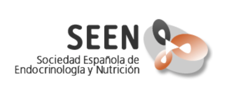 SEEN
Sociedad Española de
Endocrinología y Nutrición